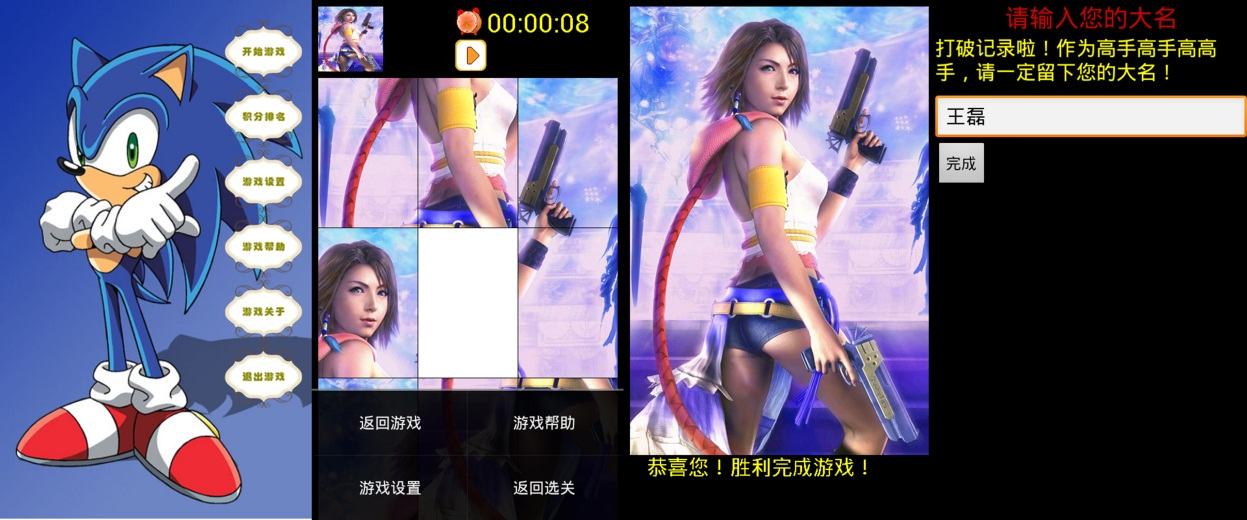 开始游戏
积分排名
游戏设置
游戏帮助
游戏关于
退出游戏
00:00:08
返回游戏
游戏帮助
游戏设置
返回选关
恭喜您！胜利完成游戏！
请输入您的大名
打破记录啦！作为高手高手高高
手，请一定留下您的大名！
王磊
完成